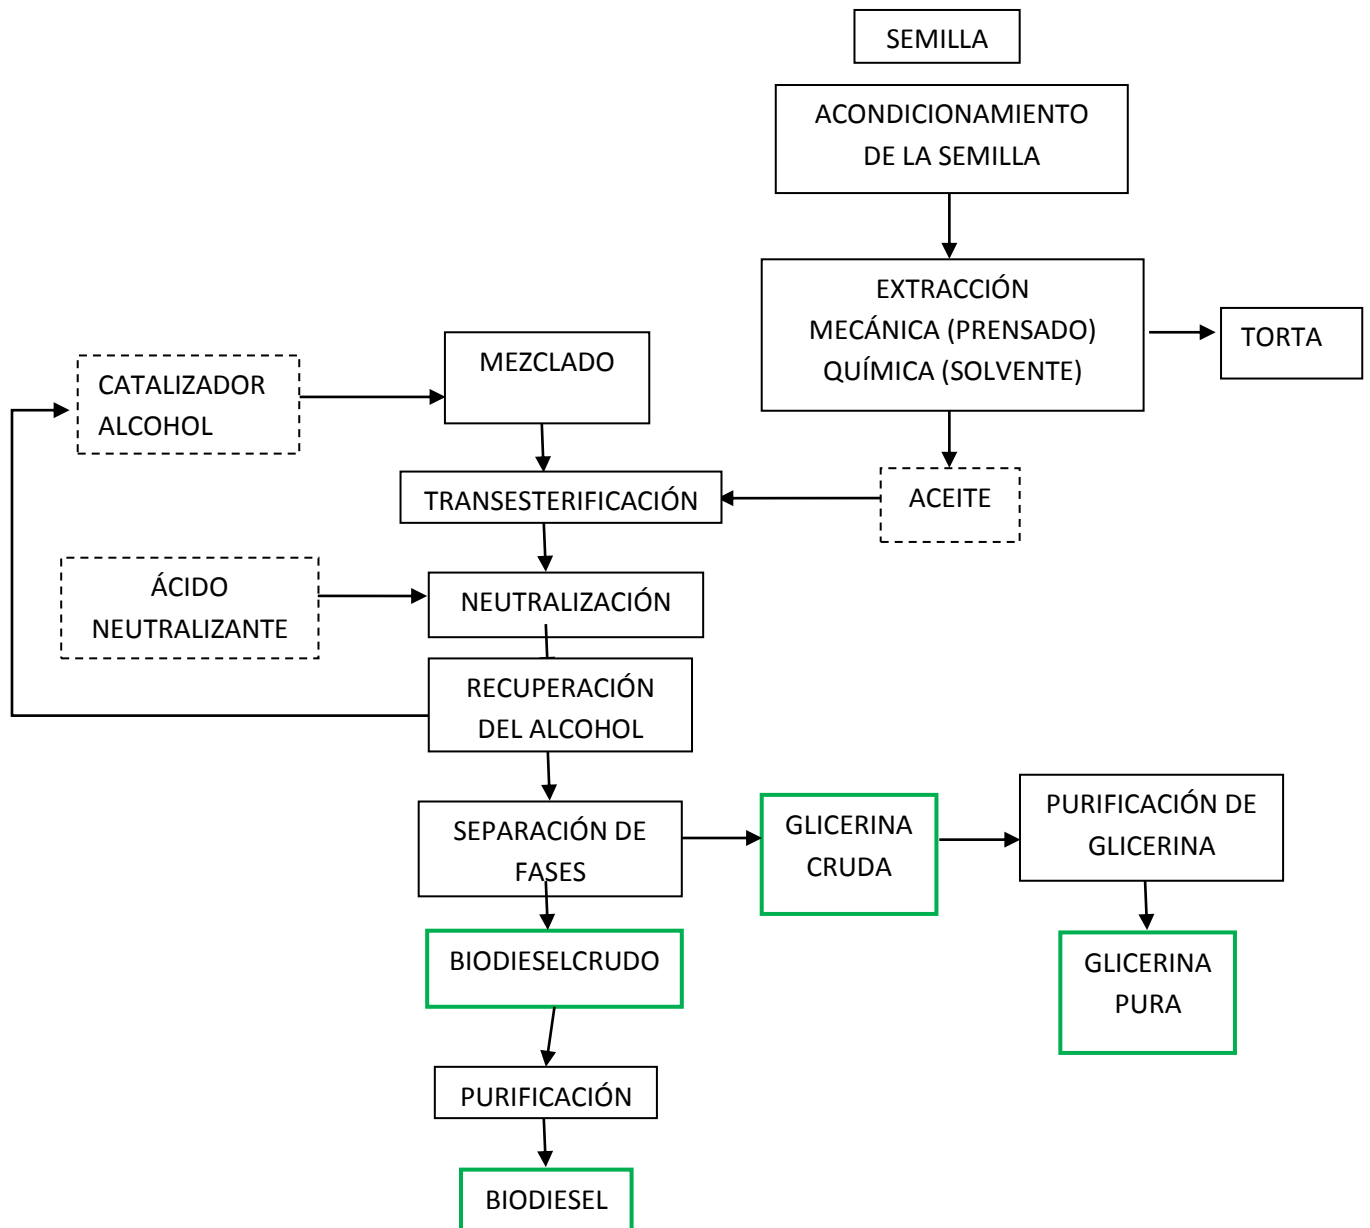 SEMILLA
ACONDICIONAMIENTO
DE LA SEMILLA
EXTRACCIÓN
MECÁNICA (PRENSADO)
QUÍMICA (SOLVENTE)
TORTA
MEZCLADO
CATALIZADOR
ALCOHOL
TRANSESTERIFICACIÓN
ACEITE
ÁCIDO
NEUTRALIZANTE
NEUTRALIZACIÓN
RECUPERACIÓN
DEL ALCOHOL
SEPARACIÓN DE
FASES
GLICERINA
CRUDA
PURIFICACIÓN DE
GLICERINA
BIODIESELCRUDO
GLICERINA
PURA
PURIFICACIÓN
BIODIESEL